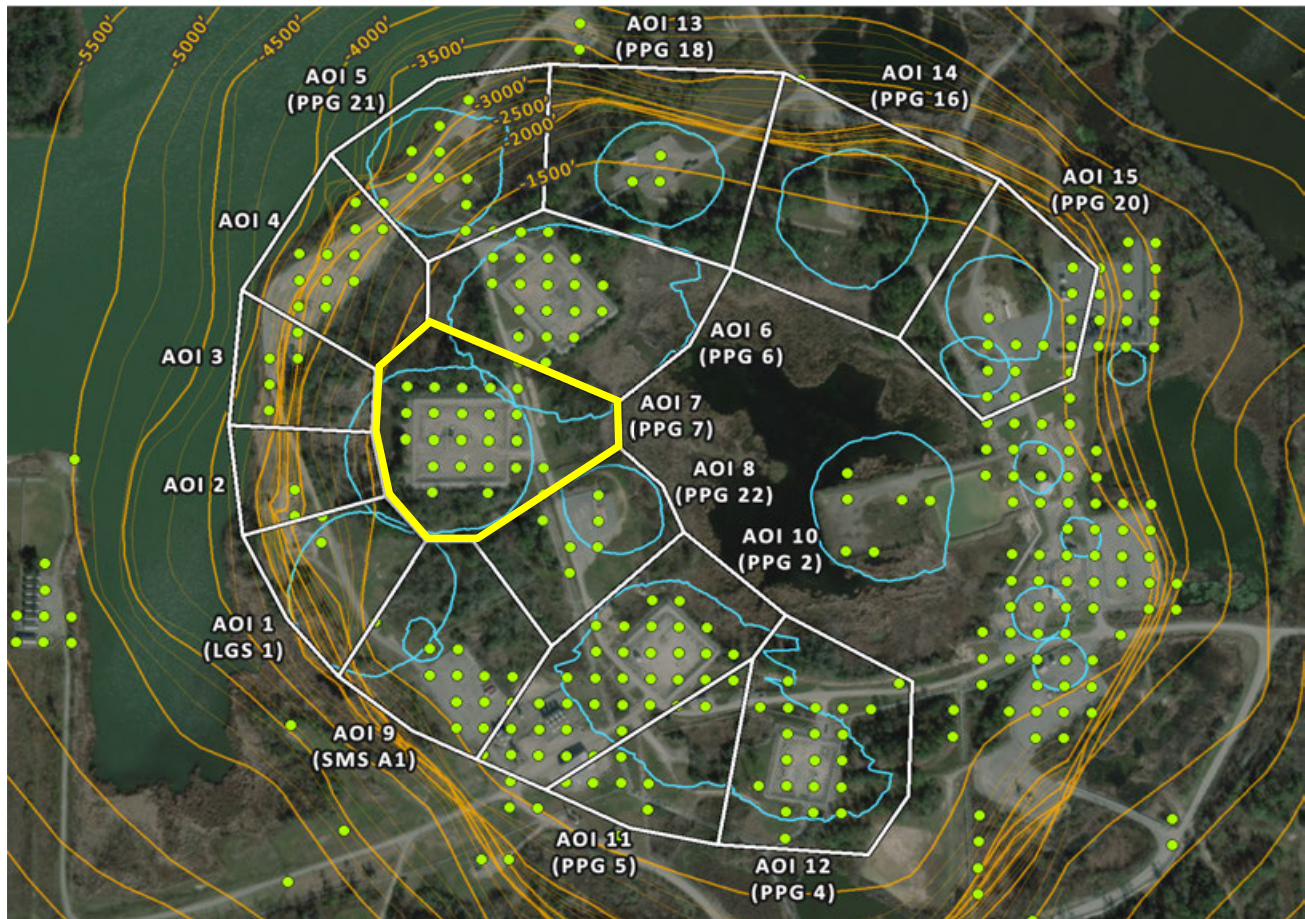 -5500'
-5000'
-4500'
-4000'
-3500'
-3000'
-2500'
-2000'
-1500'
AOI 13
(PPG 18)
AOI 14
(PPG 16)
AOI 5
(PPG 21)
AOI 15
(PPG 20)
AOI 4
AOI 3
AOI 6
(PPG 6)
AOI 7
(PPG 7)
AOI 2
AOI 8
(PPG 22)
AOI 10
(PPG 2)
AOI 1
(LGS 1)
AOI 9
(SMS A1)
AOI 11
(PPG 5)
AOI 12
(PPG 4)